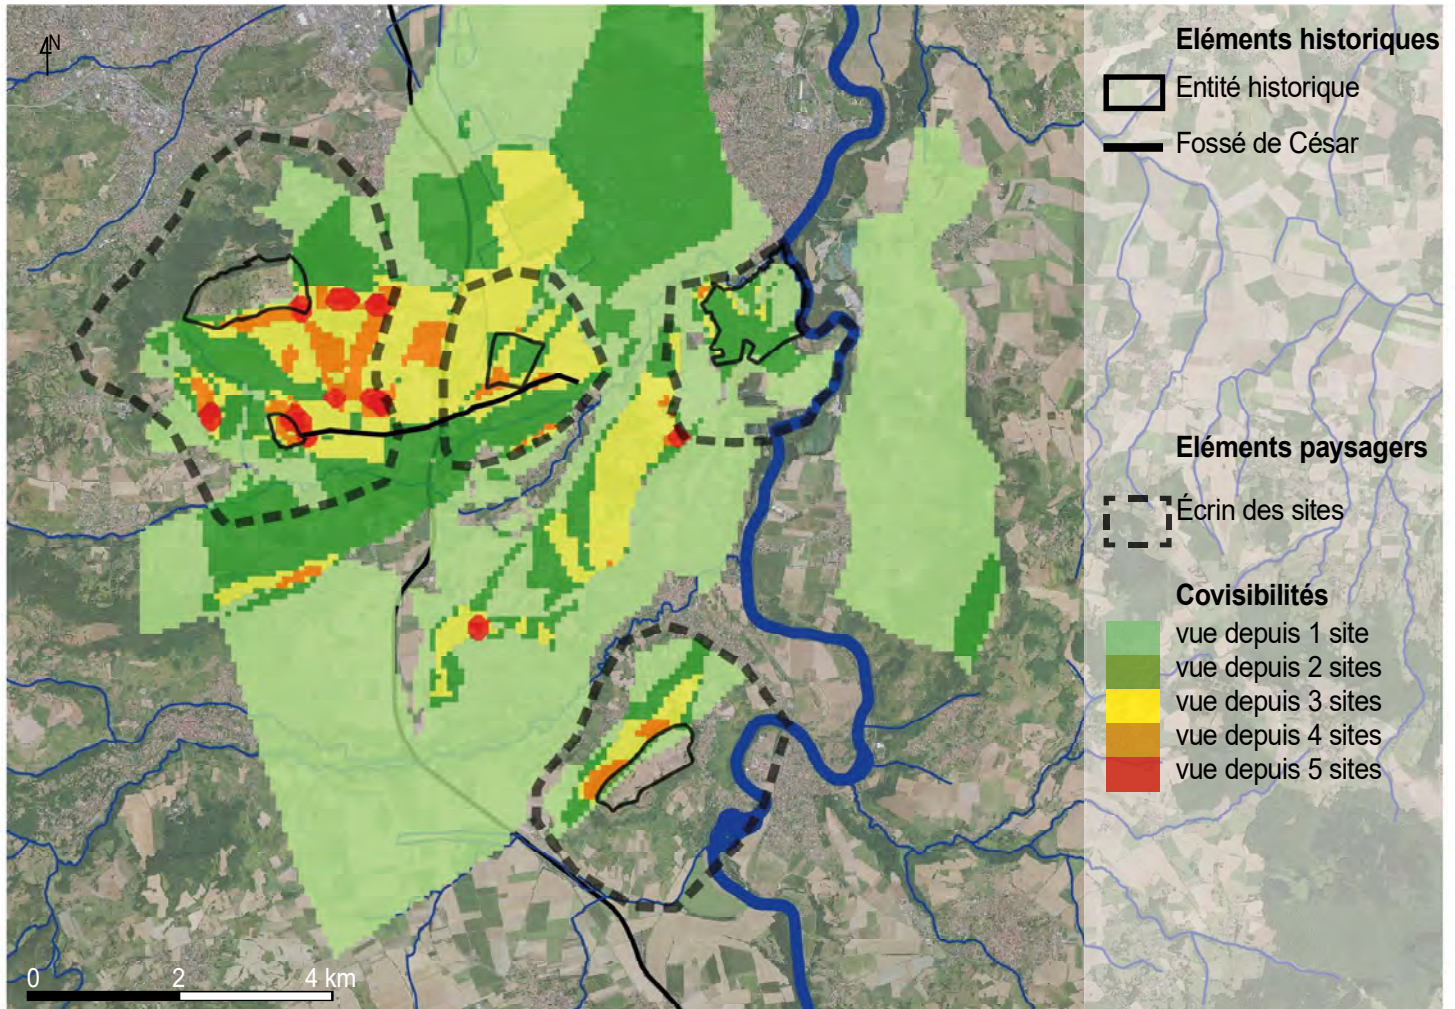 N
Eléments historiques
Entité historique
Fossé de César
Eléments paysagers
Écrin des sites
Covisibilités
vue depuis 1 site
vue depuis 2 sites
vue depuis 3 sites
vue depuis 4 sites
vue depuis 5 sites
0 2 4 km